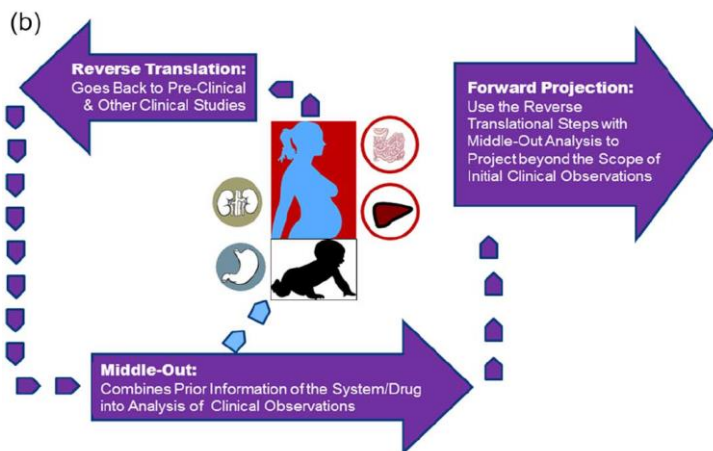 (b)
Reverse Translation:
Goes Back to Pre-Clinical
& Other Clinical Studies
Forward Projection:
Use the Reverse
Translational Steps with
Middle-Out Analysis to
Project beyond the Scope of
Initial Clinical Observations
Middle-Out:
Combines Prior Information of the System/Drug
into Analysis of Clinical Observations